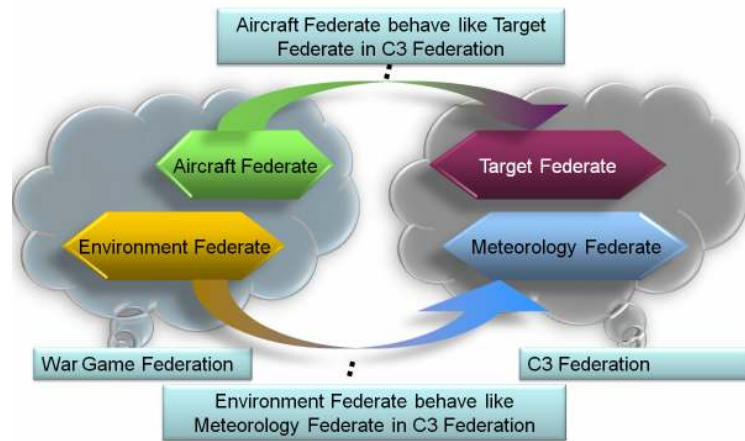 Aircraft Federate behave like Target
Federate in C3 Federation
Aircraft Federate
Target Federate
Environment Federate
Meteorology Federate
War Game Federation
C3 Federation
Environment Federate behave like
Meteorology Federate in C3 Federation